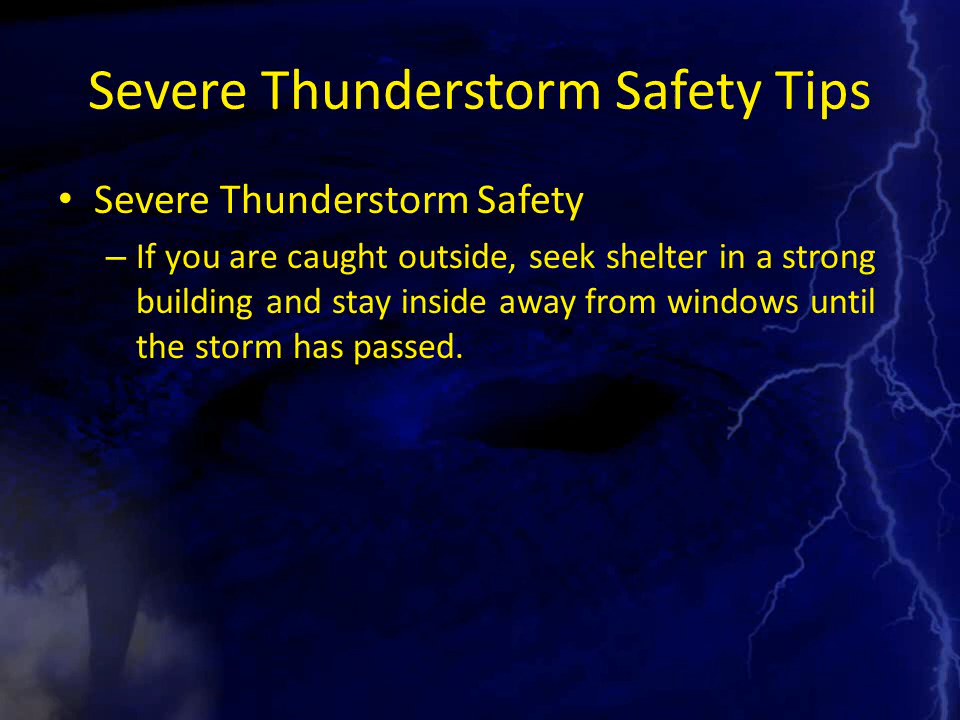 Severe Thunderstorm Safety Tips
• Severe Thunderstorm Safety
– If you are caught outside, seek shelter in a strong
building and stay inside away from windows until
the storm has passed.